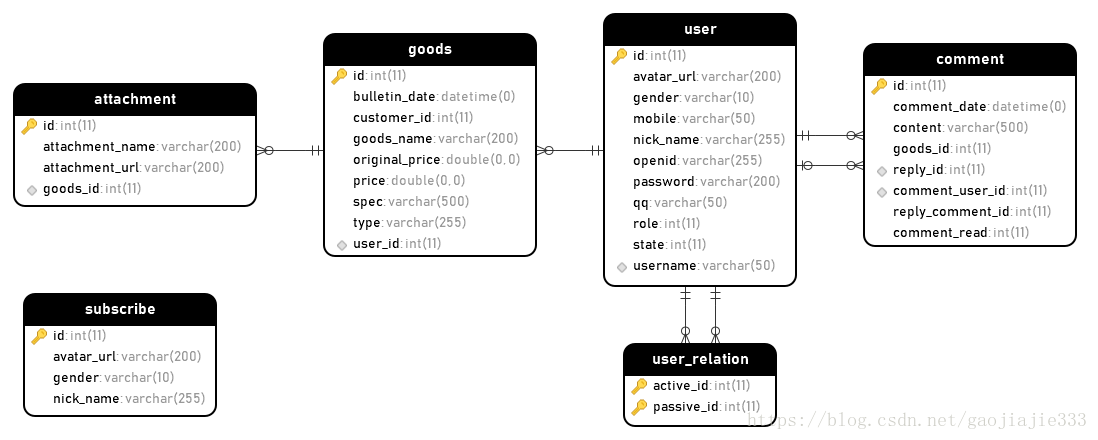 attachment
id: int(11)
attachment_name: varchar(200)
attachment_url: varchar(200)
goods_id: int(11)
goods
id: int(11)
bulletin_date: datetime(0)
customer_id: int(11)
goods_name: varchar(200)
original_price: double(0,0)
price: double(0,0)
spec: varchar(500)
type: varchar(255)
user_id: int(11)
user
id: int(11)
avatar_url: varchar(200)
gender: varchar(10)
mobile: varchar(50)
nick_name: varchar(255)
openid: varchar(255)
password: varchar(200)
qq: varchar(50)
role: int(11)
state: int(11)
username: varchar(50)
comment
id: int(11)
comment_date: datetime(0)
content: varchar(500)
goods_id: int(11)
reply_id: int(11)
comment_user_id: int(11)
reply_comment_id: int(11)
comment_read: int(11)
subscribe
id: int(11)
avatar_url: varchar(200)
gender: varchar(10)
nick_name: varchar(255)
user_relation
active_id: int(11)
passive_id: int(11)
https://blog.csdn.net/gaojiajie333